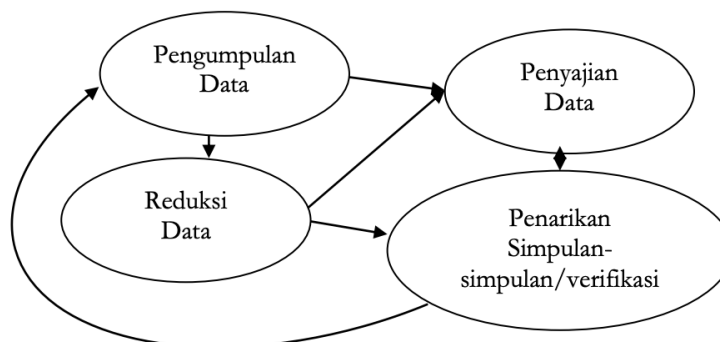 Pengumpulan
Data
Penyajian
Data
Reduksi
Data
Penarikan
Simpulan-
simpulan/verifikasi